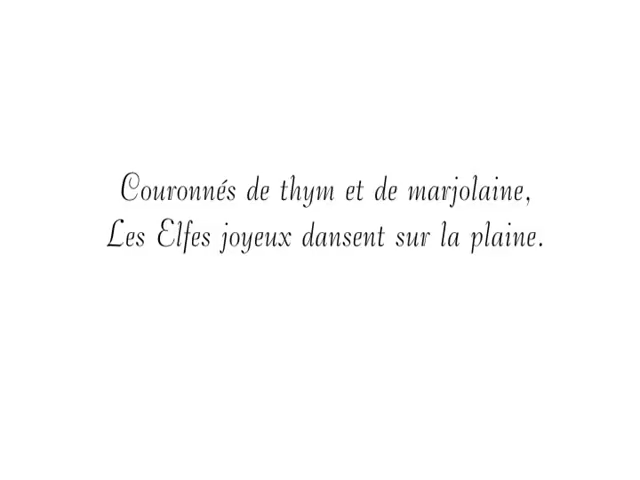 Couronnés de thym et de marjolaine,
Les Elfes joyeux dansent sur la plaine.